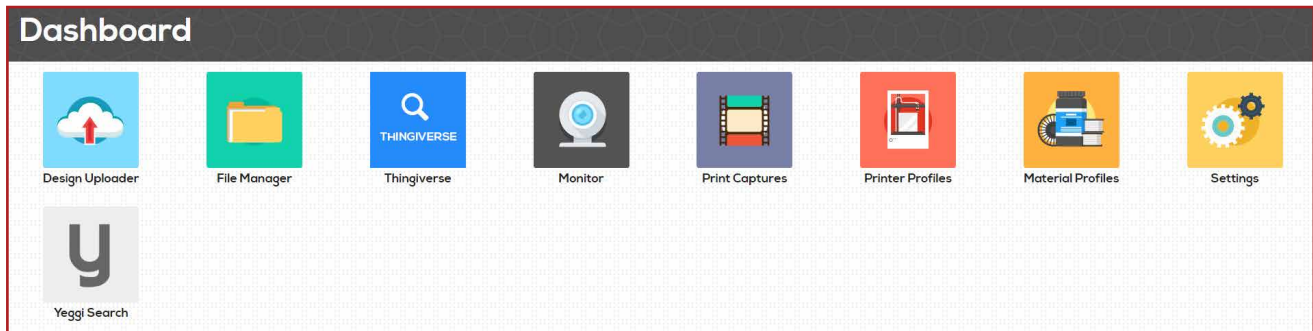 Dashboard
THINGIVERSE
Design Uploader
File Manager
Thingiverse
Monitor
Print Captures
Printer Profiles
Material Profiles
Settings
y
Yeggi Search